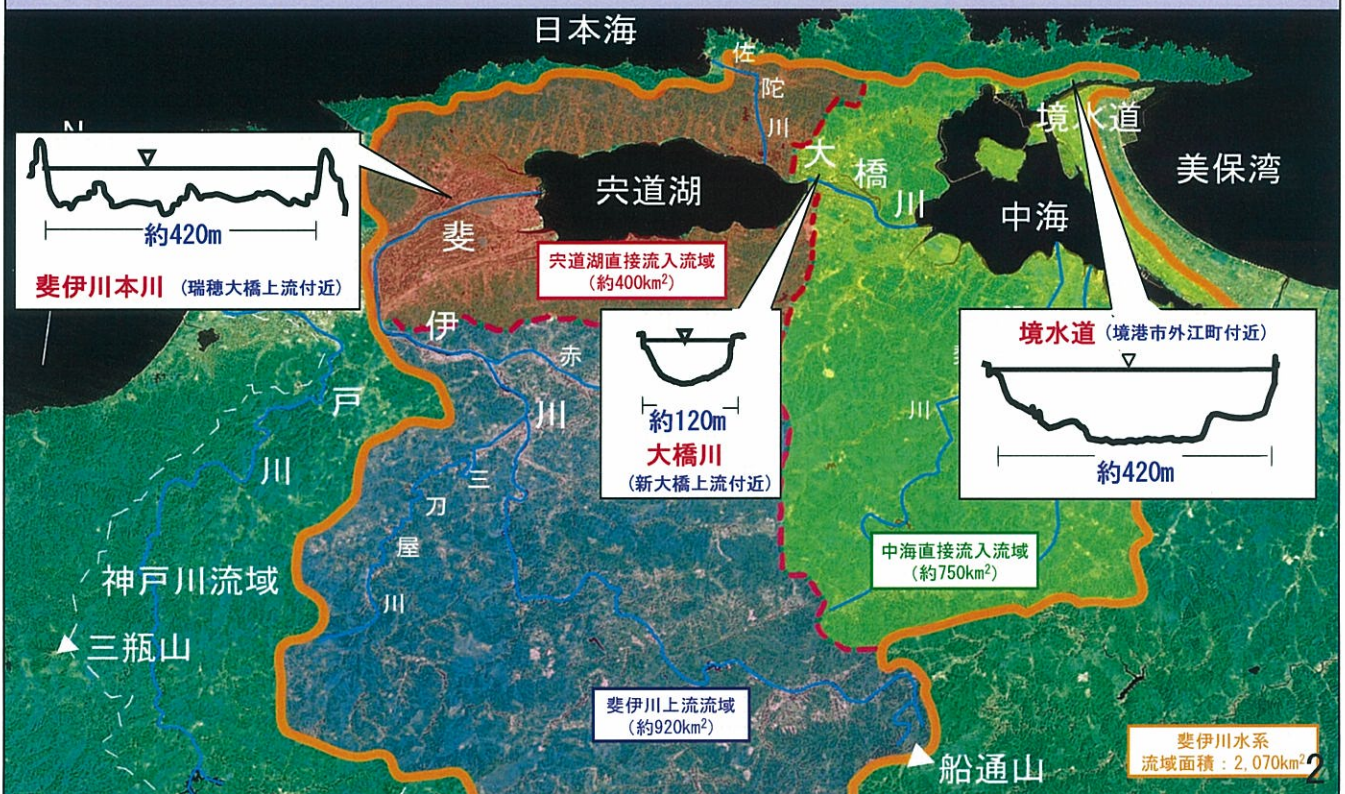 日本海
佐
陀
川
境水道
美保湾
大
橋
川
宍道湖
中海
約420m
斐伊川本川 (瑞穂大橋上流付近)
斐
伊
川
宍道湖直接流入流域
(約400km²)
赤
約120m
大橋川
(新大橋上流付近)
境水道 (境港市外江町付近)
約420m
川
戸
川
三
刀
屋
川
神戸川流域
三瓶山
中海直接流入流域
(約750km²)
斐伊川上流流域
(約920km²)
船通山
斐伊川水系
流域面積：2,070km²
2